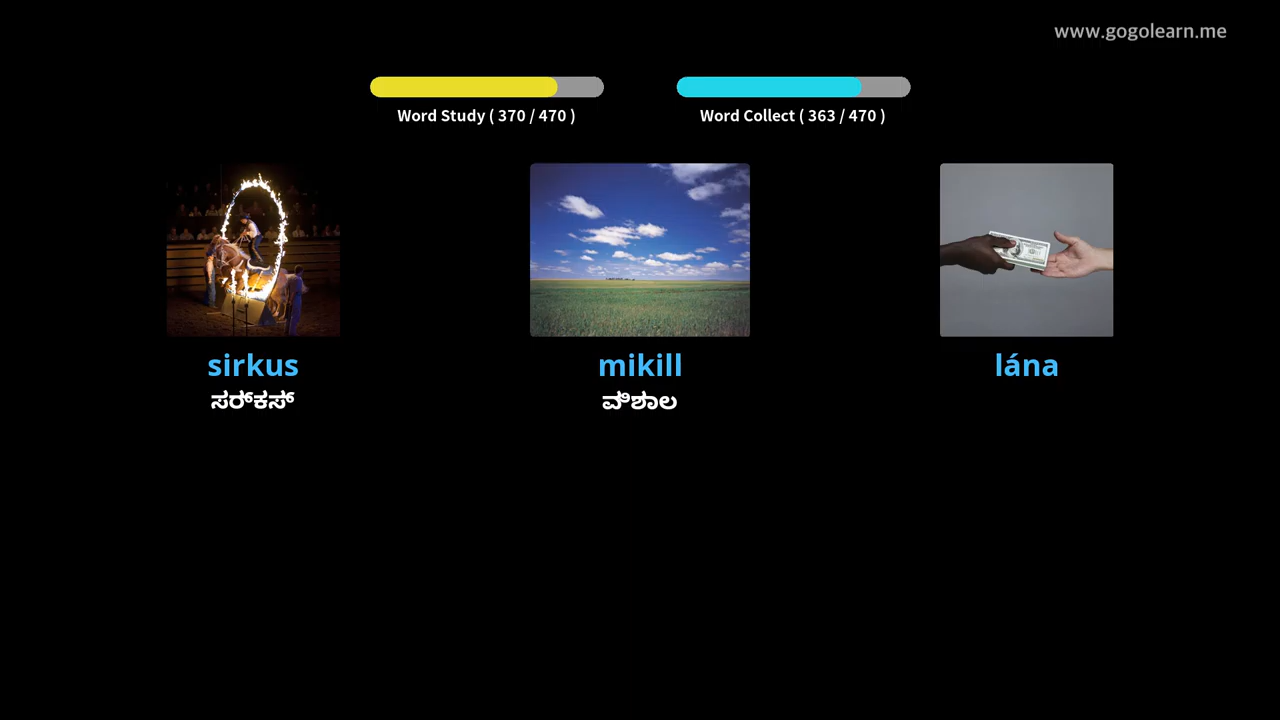 www.gogolearn.me
Word Study ( 370 / 470 )
Word Collect ( 363 / 470 )
sirkus
ಸರ್ಕಸ್
mikill
ವಿಶಾಲ
lána